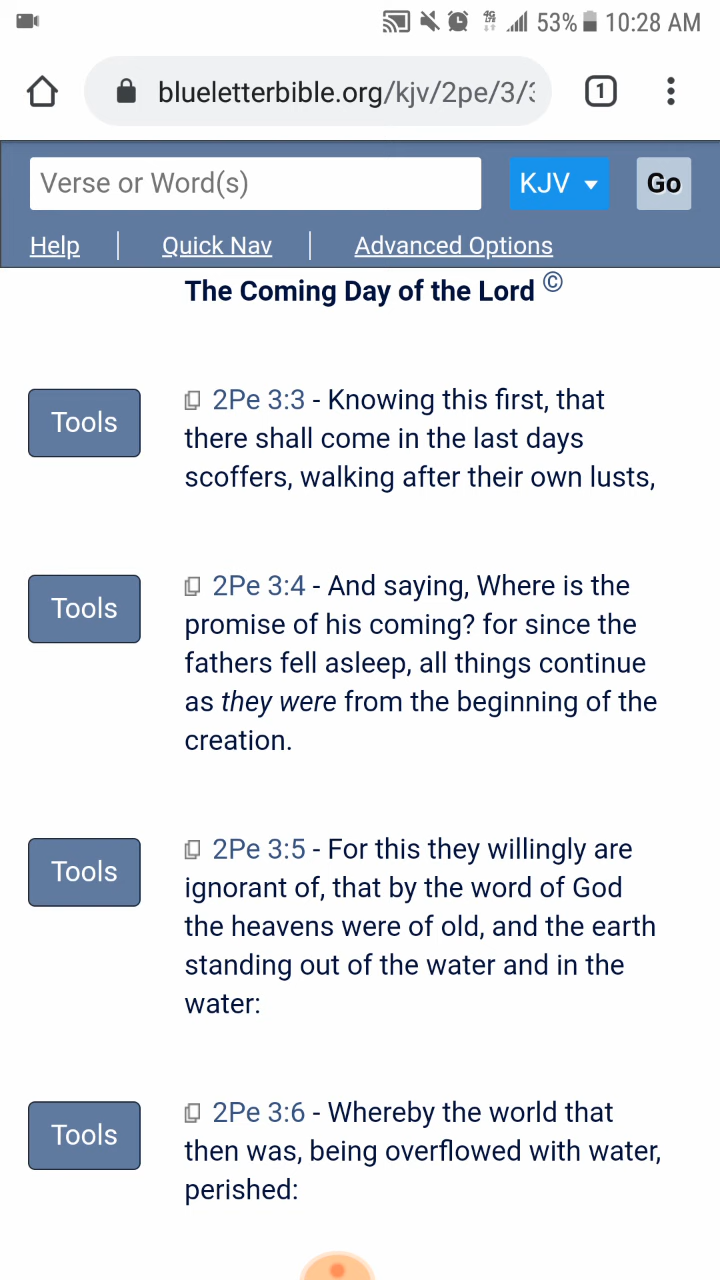 53% 10:28 AM
blueletterbible.org/kjv/2pe/3/3
1
Verse or Word(s)
KJV
Go
Help | Quick Nav | Advanced Options
The Coming Day of the Lord ©
Tools
2Pe 3:3 - Knowing this first, that
there shall come in the last days
scoffers, walking after their own lusts,
Tools
2Pe 3:4 - And saying, Where is the
promise of his coming? for since the
fathers fell asleep, all things continue
as they were from the beginning of the
creation.
Tools
2Pe 3:5 - For this they willingly are
ignorant of, that by the word of God
the heavens were of old, and the earth
standing out of the water and in the
water:
Tools
2Pe 3:6 - Whereby the world that
then was, being overflowed with water,
perished: